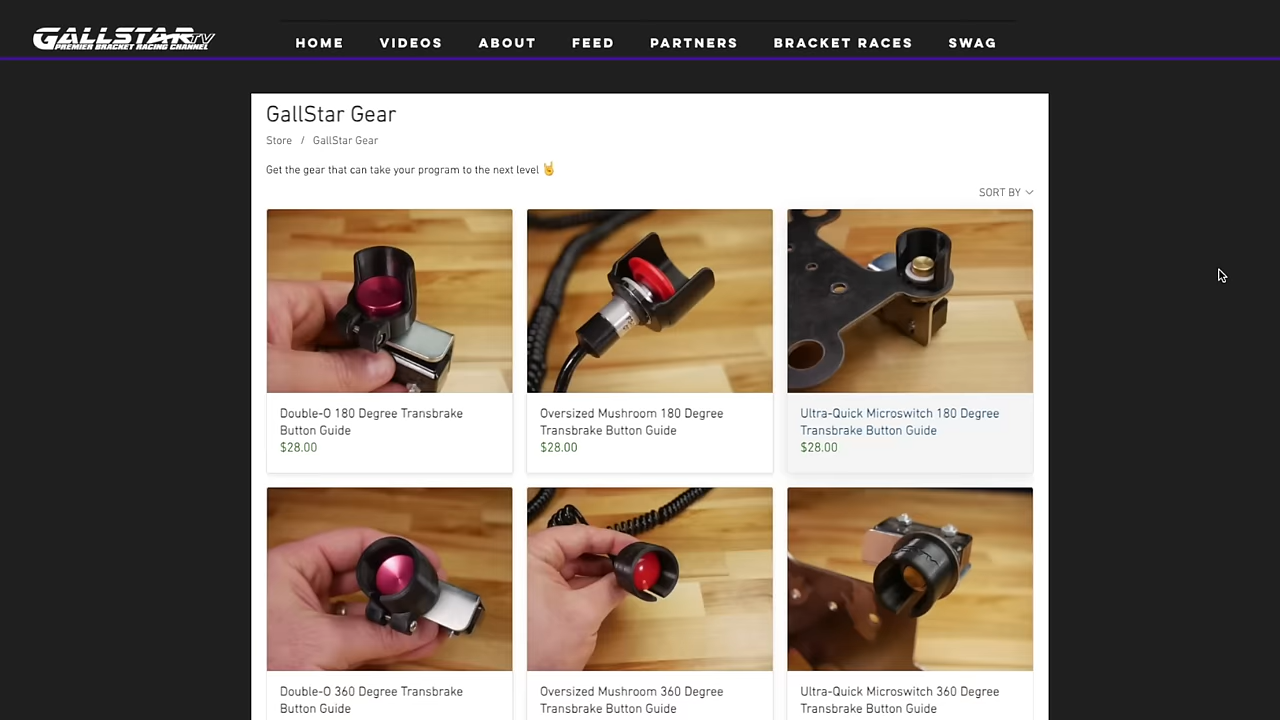 GALLSTAR TV
PREMIER BRACKET RACING CHANNEL
HOME VIDEOS ABOUT FEED PARTNERS BRACKET RACES SWAG
GallStar Gear
Store / GallStar Gear
Get the gear that can take your program to the next level 🤘
SORT BY
Double-O 180 Degree Transbrake
Button Guide
$28.00
Oversized Mushroom 180 Degree
Transbrake Button Guide
$28.00
Ultra-Quick Microswitch 180 Degree
Transbrake Button Guide
$28.00
Double-O 360 Degree Transbrake
Button Guide
Oversized Mushroom 360 Degree
Transbrake Button Guide
Ultra-Quick Microswitch 360 Degree
Transbrake Button Guide